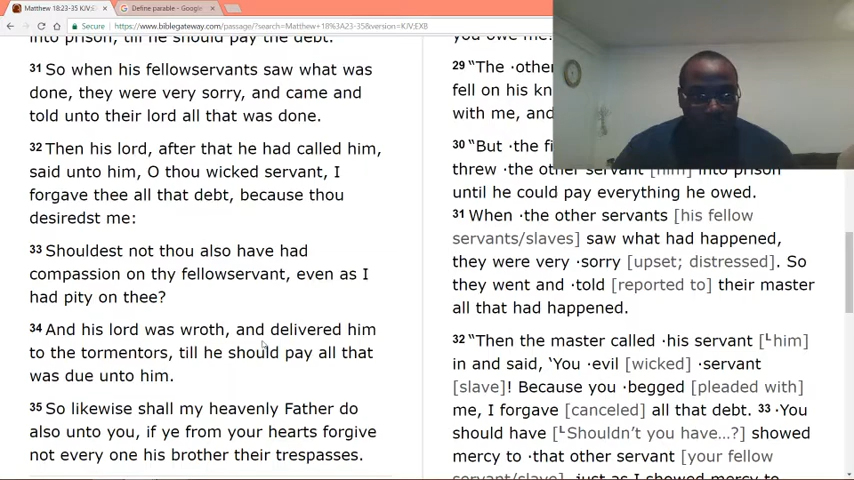 Matthew 18:23-35 KJV;EX
Define parable - Google
Secure
https://www.biblegateway.com/passage/?search=Matthew+18%3A23-35&version=KJV;EXB
into prison, till he should pay the debt.
31 So when his fellowservants saw what was
done, they were very sorry, and came and
told unto their lord all that was done.
32 Then his lord, after that he had called him,
said unto him, O thou wicked servant, I
forgave thee all that debt, because thou
desiredst me:
33 Shouldest not thou also have had
compassion on thy fellowservant, even as I
had pity on thee?
34 And his lord was wroth, and delivered him
to the tormentors, till he should pay all that
was due unto him.
35 So likewise shall my heavenly Father do
also unto you, if ye from your hearts forgive
not every one his brother their trespasses.
you owe me!
29 “The ·other
fell on his kn
with me, and
30 “But ·the fi
threw ·the other servant [him] into prison
until he could pay everything he owed.
31 When ·the other servants [his fellow
servants/slaves] saw what had happened,
they were very ·sorry [upset; distressed]. So
they went and ·told [reported to] their master
all that had happened.
32 “Then the master called ·his servant [Lhim]
in and said, ‘You ·evil [wicked] ·servant
[slave]! Because you ·begged [pleaded with]
me, I forgave [canceled] all that debt. 33 ·You
should have [LShouldn’t you have…?] showed
mercy to ·that other servant [your fellow
servant/slave], just as I showed mercy to